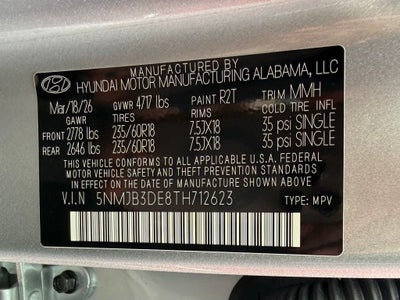 MANUFACTURED BY
HYUNDAI MOTOR MANUFACTURING ALABAMA, LLC
Mar/18/26 GVWR 4717 lbs PAINT R2T TRIM MMH
GAWR TIRES RIMS COLD INFL.PR.
FRONT 2778 lbs 235/60R18 7.5JX18 35 psi SINGLE
REAR 2646 lbs 235/60R18 7.5JX18 35 psi SINGLE
THIS VEHICLE CONFORMS TO ALL APPLICABLE U.S.A. FEDERAL
MOTOR VEHICLE SAFETY AND THEFT PREVENTION STANDARDS
IN EFFECT ON THE DATE OF MANUFACTURE SHOWN ABOVE.
V.I.N 5NMJB3DE8TH712623 TYPE: MPV